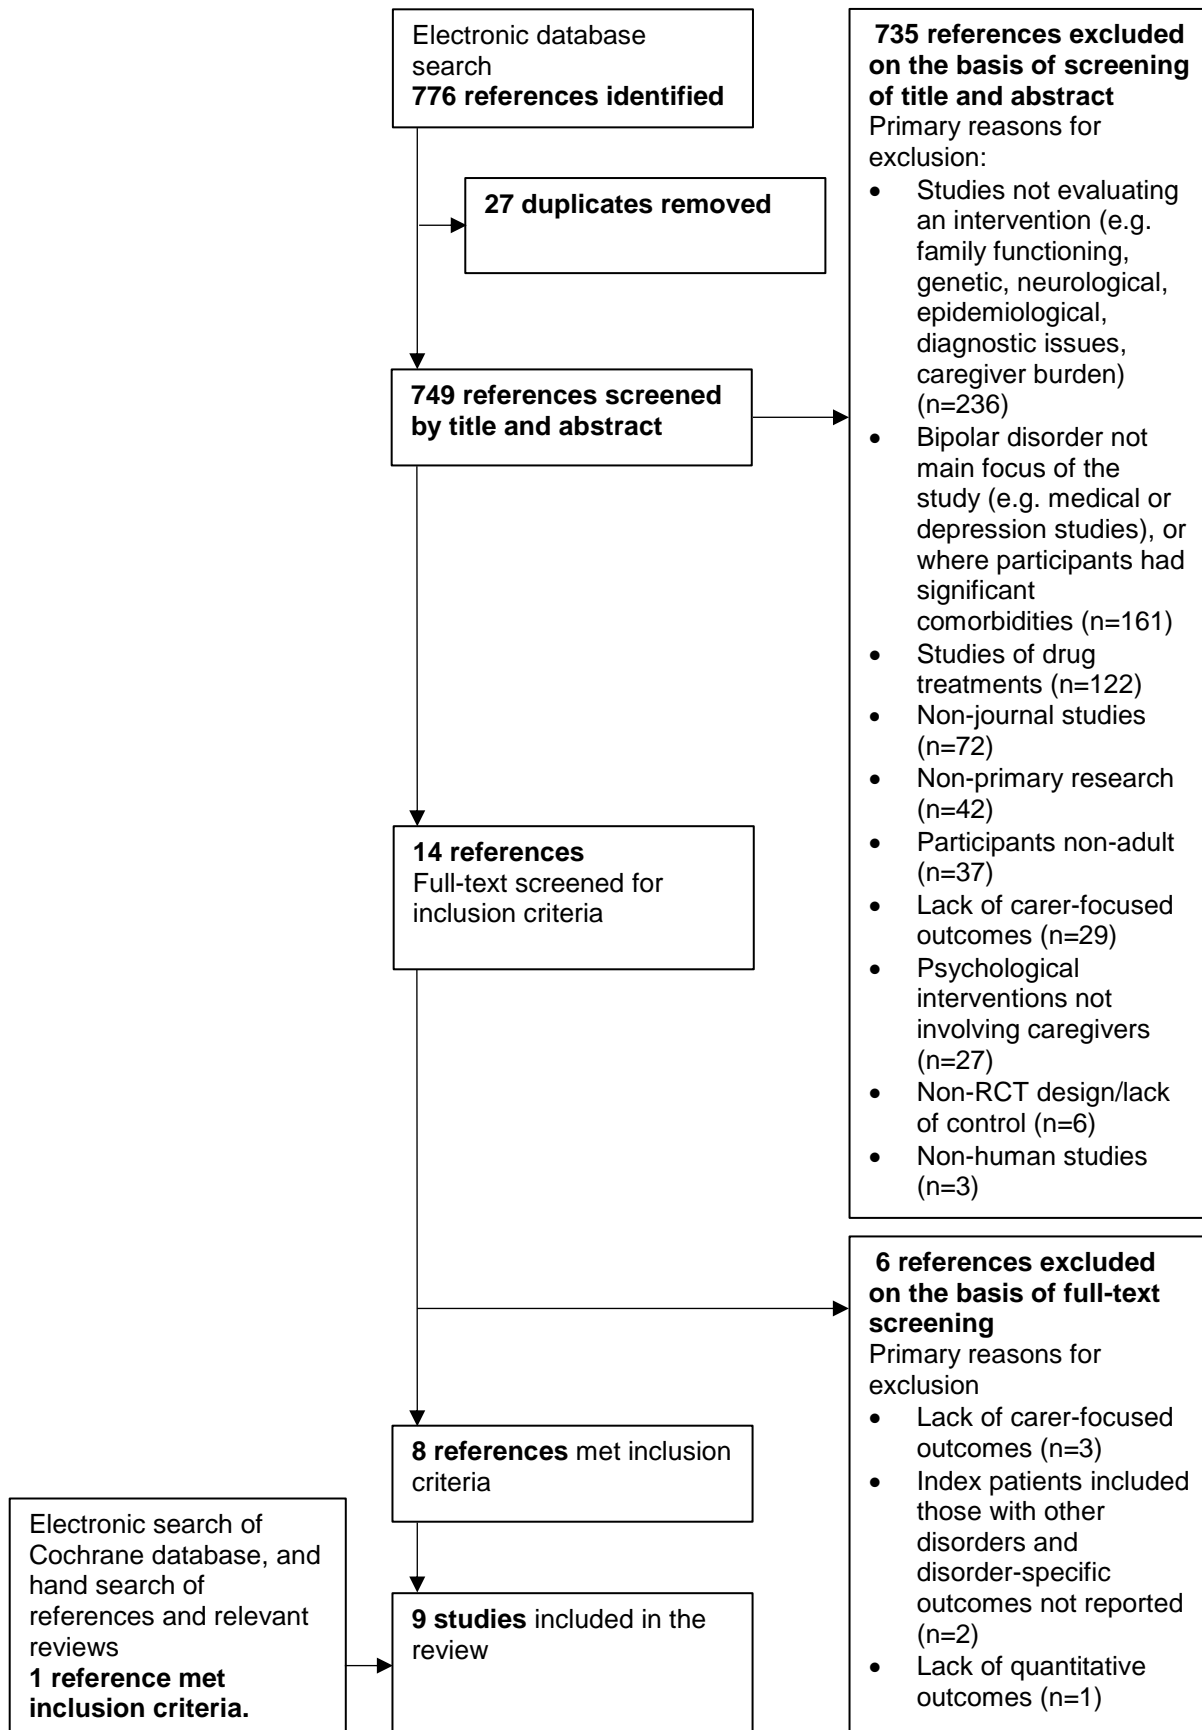 Electronic database
search
776 references identified
27 duplicates removed
749 references screened
by title and abstract
735 references excluded
on the basis of screening
of title and abstract
Primary reasons for
exclusion:
• Studies not evaluating
an intervention (e.g.
family functioning,
genetic, neurological,
epidemiological,
diagnostic issues,
caregiver burden)
(n=236)
• Bipolar disorder not
main focus of the
study (e.g. medical or
depression studies), or
where participants had
significant
comorbidities (n=161)
• Studies of drug
treatments (n=122)
• Non-journal studies
(n=72)
• Non-primary research
(n=42)
• Participants non-adult
(n=37)
• Lack of carer-focused
outcomes (n=29)
• Psychological
interventions not
involving caregivers
(n=27)
• Non-RCT design/lack
of control (n=6)
• Non-human studies
(n=3)
14 references
Full-text screened for
inclusion criteria
6 references excluded
on the basis of full-text
screening
Primary reasons for
exclusion
• Lack of carer-focused
outcomes (n=3)
• Index patients included
those with other
disorders and
disorder-specific
outcomes not reported
(n=2)
• Lack of quantitative
outcomes (n=1)
8 references met inclusion
criteria
Electronic search of
Cochrane database, and
hand search of
references and relevant
reviews
1 reference met
inclusion criteria.
9 studies included in the
review